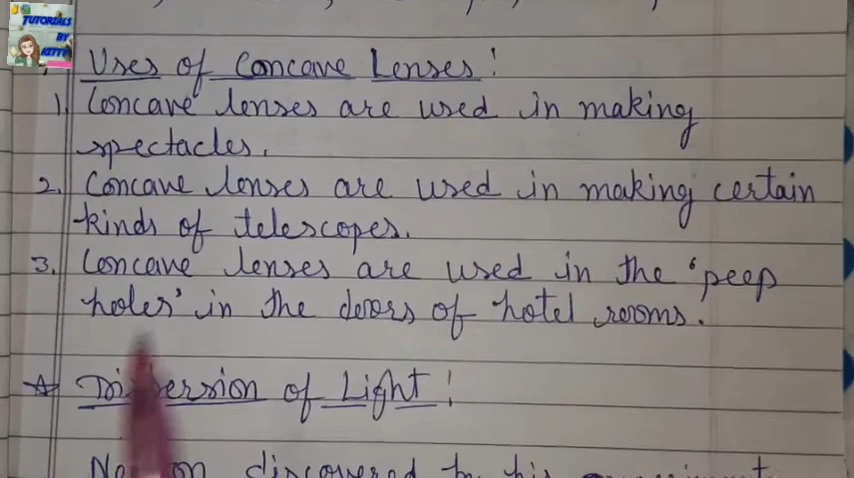 TUTORIALS
BY
KITTY
Uses of Concave Lenses!
1. Concave lenses are used in making
spectacles.
2. Concave lenses are used in making certain
kinds of telescopes.
3. Concave lenses are used in the 'peep
holes' in the doors of hotel rooms.
of Light!
discovered his